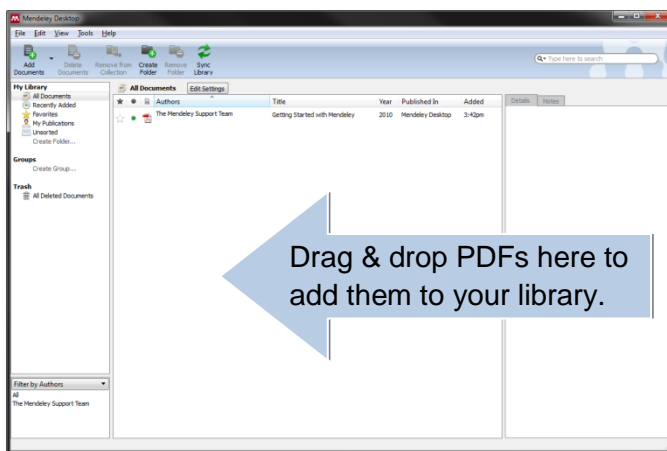 Mendeley Desktop
File Edit View Tools Help
Add Documents
Delete Documents
Remove from Collection
Create Folder
Remove Folder
Sync Library
Type here to search
My Library
All Documents
Recently Added
Favorites
My Publications
Unsorted
Create Folder...
Groups
Create Group...
Trash
All Deleted Documents
All Documents Edit Settings
Authors Title Year Published In Added
The Mendeley Support Team Getting Started with Mendeley 2010 Mendeley Desktop 3:42pm
Details Notes
Drag & drop PDFs here to
add them to your library.
Filter by Authors
All
The Mendeley Support Team